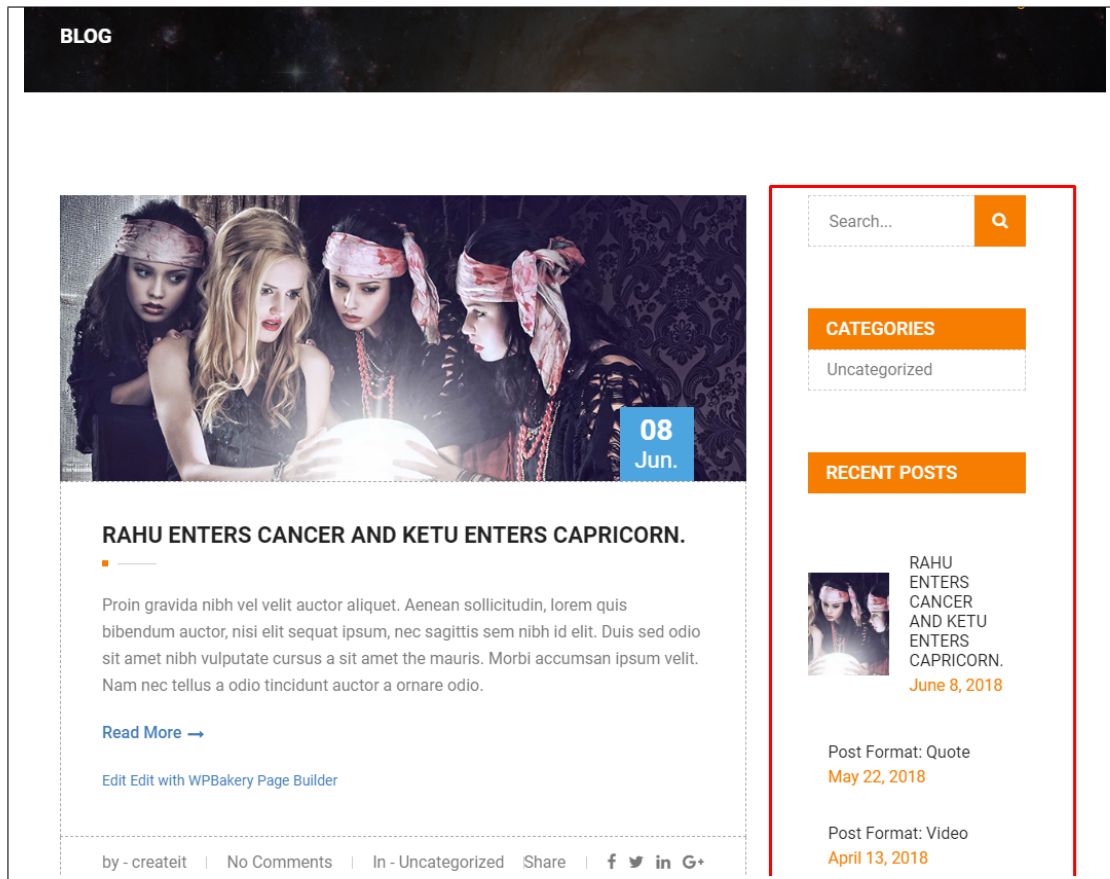 BLOG
08
Jun.
RAHU ENTERS CANCER AND KETU ENTERS CAPRICORN.
Proin gravida nibh vel velit auctor aliquet. Aenean sollicitudin, lorem quis
bibendum auctor, nisi elit sequat ipsum, nec sagittis sem nibh id elit. Duis sed odio
sit amet nibh vulputate cursus a sit amet the mauris. Morbi accumsan ipsum velit.
Nam nec tellus a odio tincidunt auctor a ornare odio.
Read More
Edit Edit with WPBakery Page Builder
by - createit No Comments In - Uncategorized Share
Search...
CATEGORIES
Uncategorized
RECENT POSTS
RAHU
ENTERS
CANCER
AND KETU
ENTERS
CAPRICORN.
June 8, 2018
Post Format: Quote
May 22, 2018
Post Format: Video
April 13, 2018